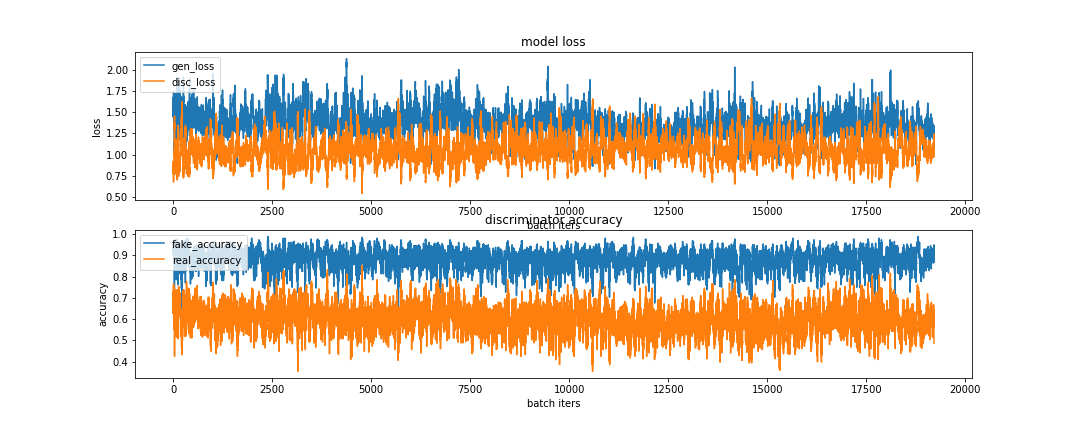 model loss
gen_loss
disc_loss
2.00
1.75
1.50
1.25
1.00
0.75
0.50
loss
0 2500 5000 7500 10000 12500 15000 17500 20000
batch iters
discriminator accuracy
fake_accuracy
real_accuracy
1.0
0.9
0.8
0.7
0.6
0.5
0.4
accuracy
0 2500 5000 7500 10000 12500 15000 17500 20000
batch iters